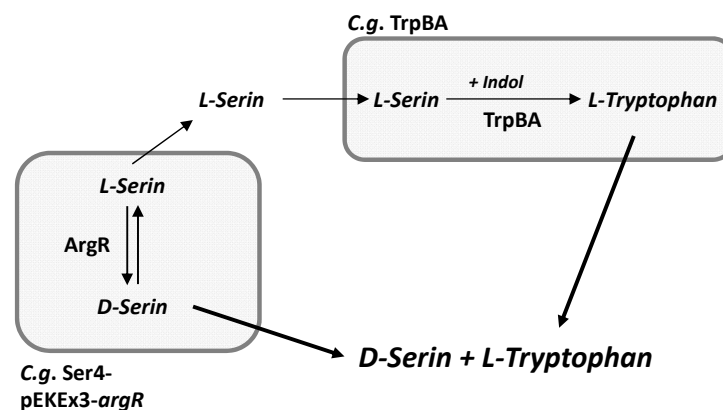 C.g. TrpBA
L-Serin
L-Serin
+ Indol
L-Tryptophan
TrpBA
L-Serin
ArgR
D-Serin
D-Serin + L-Tryptophan
C.g. Ser4-
pEKEx3-argR